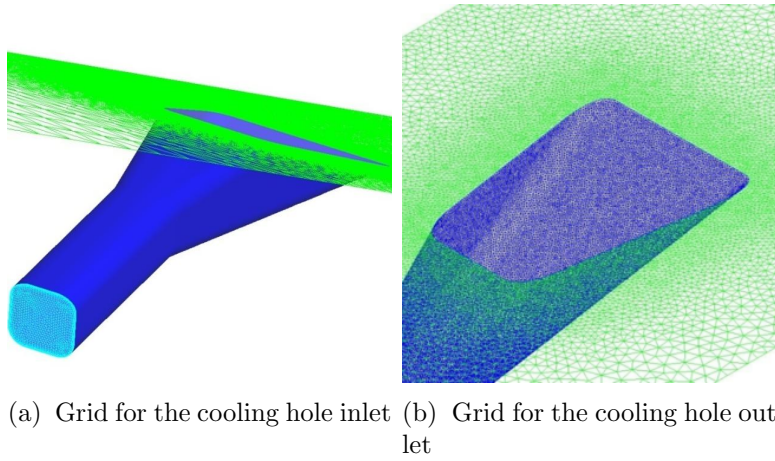 (a) Grid for the cooling hole inlet
(b) Grid for the cooling hole out
let